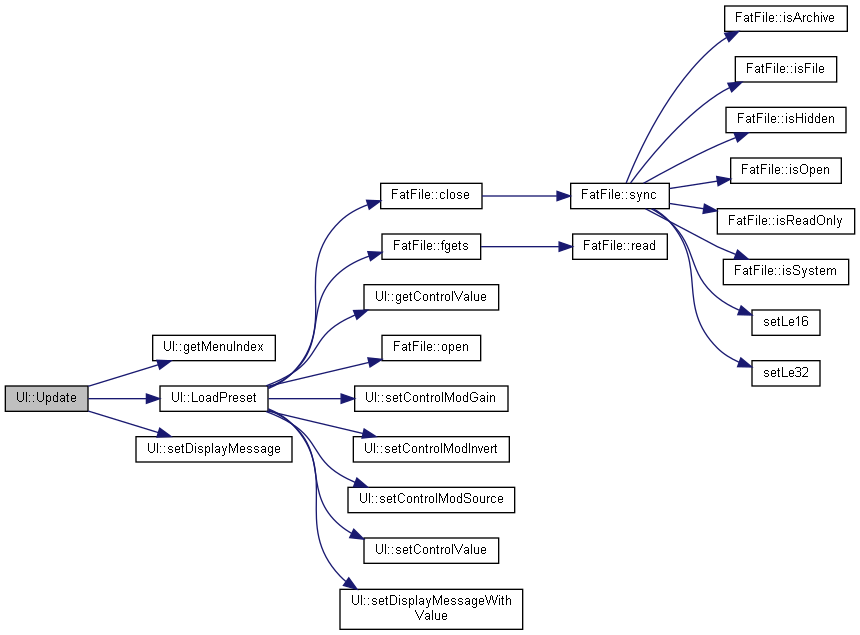 FatFile::isArchive
FatFile::isFile
FatFile::isHidden
FatFile::isOpen
FatFile::close
FatFile::sync
FatFile::isReadOnly
FatFile::fgets
FatFile::read
FatFile::isSystem
UI::getControlValue
setLe16
UI::getMenuIndex
FatFile::open
setLe32
UI::Update
UI::LoadPreset
UI::setControlModGain
UI::setDisplayMessage
UI::setControlModInvert
UI::setControlModSource
UI::setControlValue
UI::setDisplayMessageWith
Value